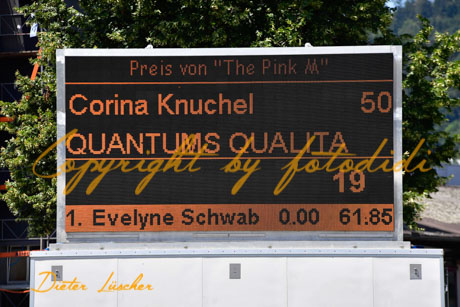 Preis von "The Pink M"
Corina Knuchel 50
QUANTUMS QUALITA
Copyright by fotodidi
19
1. Evelyne Schwab 0.00 61.85
Dieter Lüscher